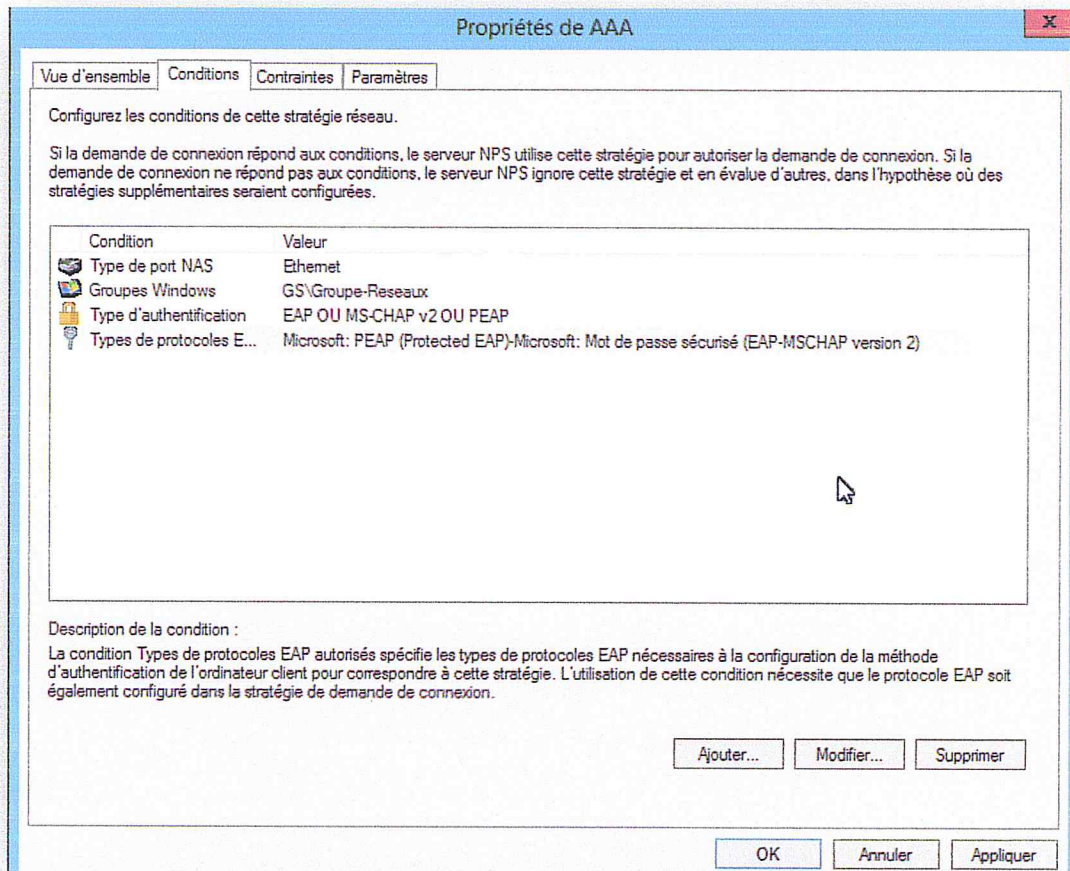 Propriétés de AAA
x
Vue d'ensemble Conditions Contraintes Paramètres
Configurez les conditions de cette stratégie réseau.
Si la demande de connexion répond aux conditions, le serveur NPS utilise cette stratégie pour autoriser la demande de connexion. Si la
demande de connexion ne répond pas aux conditions, le serveur NPS ignore cette stratégie et en évalue d'autres, dans l'hypothèse où des
stratégies supplémentaires seraient configurées.
Condition Valeur
Type de port NAS Ethernet
Groupes Windows GS\Groupe-Reseaux
Type d'authentification EAP OU MS-CHAP v2 OU PEAP
Types de protocoles E... Microsoft: PEAP (Protected EAP)-Microsoft: Mot de passe sécurisé (EAP-MSCHAP version 2)
Description de la condition :
La condition Types de protocoles EAP autorisés spécifie les types de protocoles EAP nécessaires à la configuration de la méthode
d'authentification de l'ordinateur client pour correspondre à cette stratégie. L'utilisation de cette condition nécessite que le protocole EAP soit
également configuré dans la stratégie de demande de connexion.
Ajouter... Modifier... Supprimer
OK Annuler Appliquer